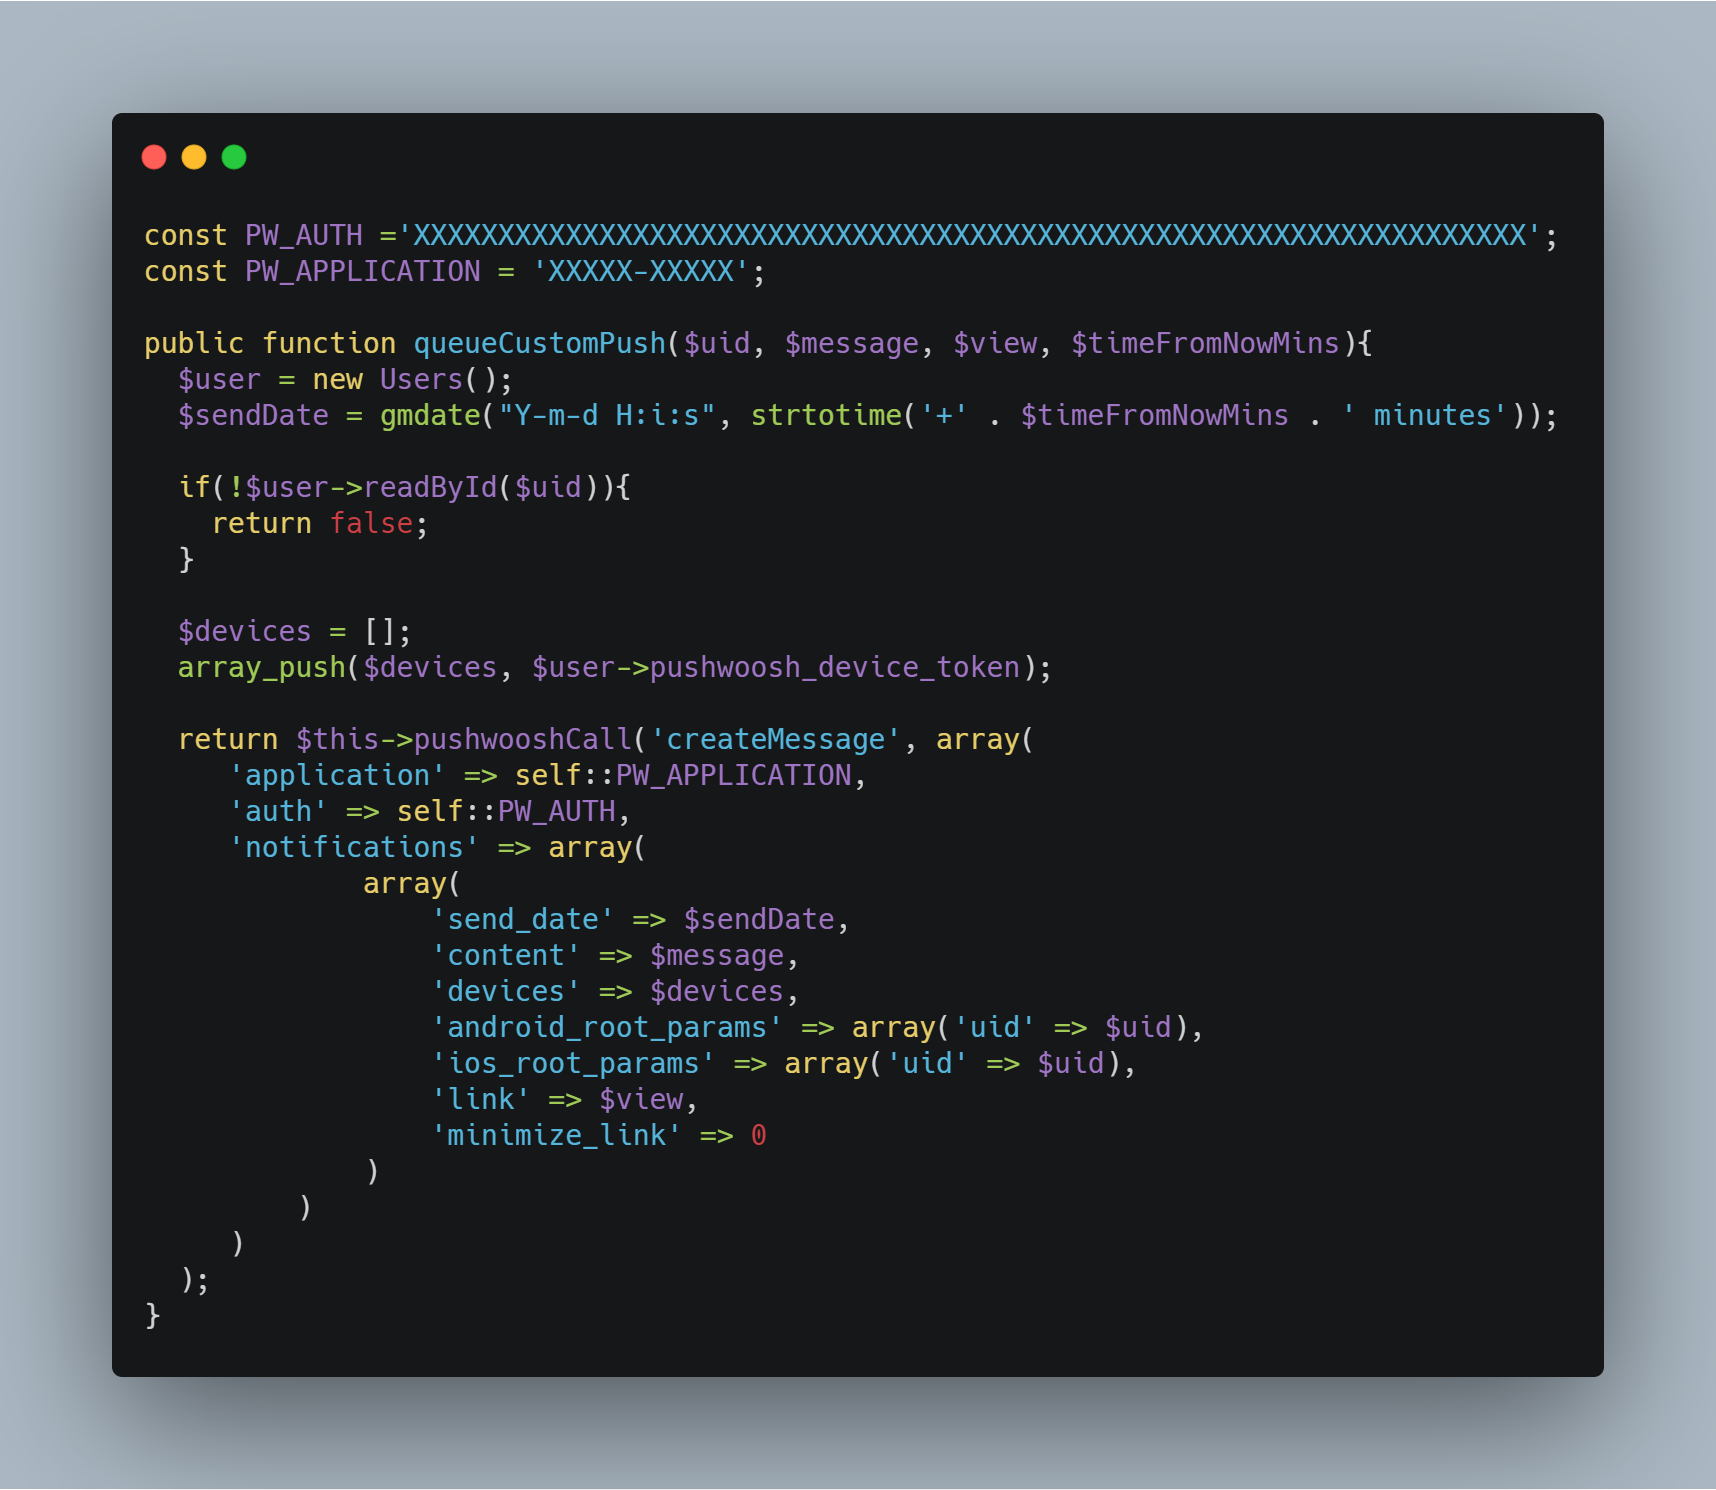 const PW_AUTH ='XXXXXXXXXXXXXXXXXXXXXXXXXXXXXXXXXXXXXXXXXXXXXXXXXXXXXXXXXXXXXXXXXX';
const PW_APPLICATION = 'XXXXX-XXXXX';
public function queueCustomPush($uid, $message, $view, $timeFromNowMins){
$user = new Users();
$sendDate = gmdate("Y-m-d H:i:s", strtotime('+' . $timeFromNowMins . ' minutes'));
if(!$user->readById($uid)){
return false;
}
$devices = [];
array_push($devices, $user->pushwoosh_device_token);
return $this->pushwooshCall('createMessage', array(
'application' => self::PW_APPLICATION,
'auth' => self::PW_AUTH,
'notifications' => array(
array(
'send_date' => $sendDate,
'content' => $message,
'devices' => $devices,
'android_root_params' => array('uid' => $uid),
'ios_root_params' => array('uid' => $uid),
'link' => $view,
'minimize_link' => 0
)
)
)
);
}